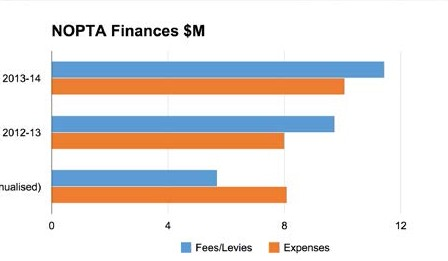 NOPTA Finances $M
2013-14
2012-13
nualised)
0 4 8 12
Fees/Levies Expenses